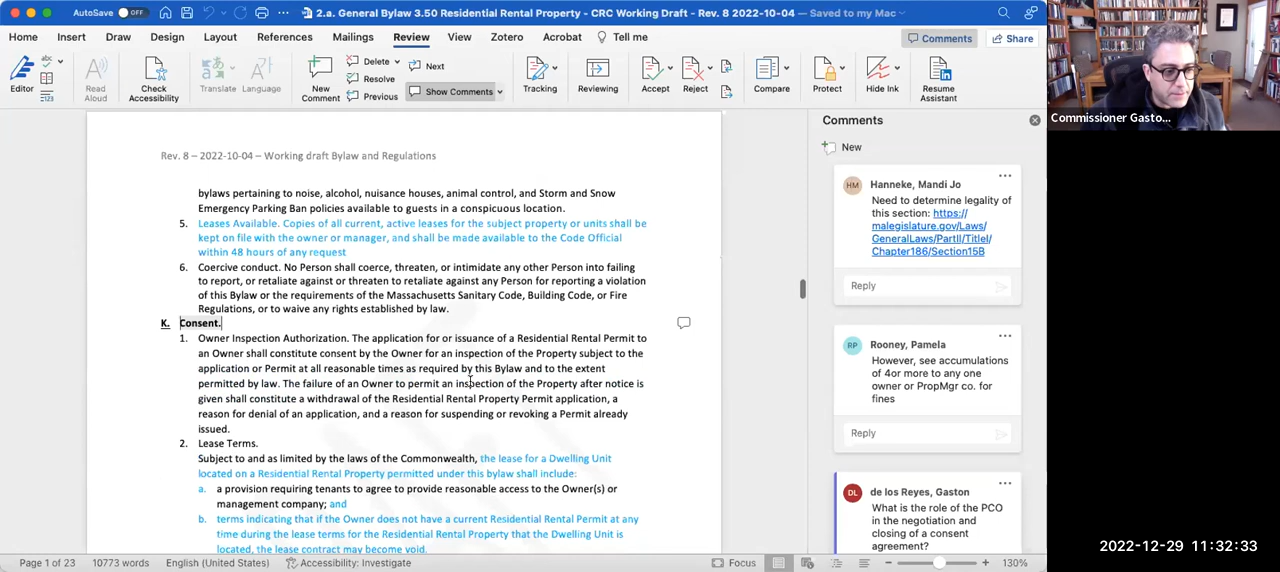 AutoSave OFF 2.a. General Bylaw 3.50 Residential Rental Property - CRC Working Draft - Rev. 8 2022-10-04 — Saved to my Mac
Home Insert Draw Design Layout References Mailings Review View Zotero Acrobat Tell me Comments Share
Editor
abc
123
Read Aloud
Check Accessibility
Translate
Language
New Comment
Delete
Resolve
Previous
Next
Show Comments
Tracking
Reviewing
Accept
Reject
Compare
Protect
Hide Ink
Resume Assistant
Rev. 8 – 2022-10-04 – Working draft Bylaw and Regulations
bylaws pertaining to noise, alcohol, nuisance houses, animal control, and Storm and Snow
Emergency Parking Ban policies available to guests in a conspicuous location.
5. Leases Available. Copies of all current, active leases for the subject property or units shall be
kept on file with the owner or manager, and shall be made available to the Code Official
within 48 hours of any request
6. Coercive conduct. No Person shall coerce, threaten, or intimidate any other Person into failing
to report, or retaliate against or threaten to retaliate against any Person for reporting a violation
of this Bylaw or the requirements of the Massachusetts Sanitary Code, Building Code, or Fire
Regulations, or to waive any rights established by law.
K. Consent.
1. Owner Inspection Authorization. The application for or issuance of a Residential Rental Permit to
an Owner shall constitute consent by the Owner for an inspection of the Property subject to the
application or Permit at all reasonable times as required by this Bylaw and to the extent
permitted by law. The failure of an Owner to permit an inspection of the Property after notice is
given shall constitute a withdrawal of the Residential Rental Property Permit application, a
reason for denial of an application, and a reason for suspending or revoking a Permit already
issued.
2. Lease Terms.
Subject to and as limited by the laws of the Commonwealth, the lease for a Dwelling Unit
located on a Residential Rental Property permitted under this bylaw shall include:
a. a provision requiring tenants to agree to provide reasonable access to the Owner(s) or
management company; and
b. terms indicating that if the Owner does not have a current Residential Rental Permit at any
time during the lease terms for the Residential Rental Property that the Dwelling Unit is
located, the lease contract may become void.
Comments
New
HM Hanneke, Mandi Jo
Need to determine legality
of this section: https://
malegislature.gov/Laws/
GeneralLaws/PartII/TitleI/
Chapter186/Section15B
Reply
RP Rooney, Pamela
However, see accumulations
of 4or more to any one
owner or PropMgr co. for
fines
Reply
DL de los Reyes, Gaston
What is the role of the PCO
in the negotiation and
closing of a consent
agreement?
Commissioner Gasto...
2022-12-29 11:32:33
Page 1 of 23 10773 words English (United States) Accessibility: Investigate Focus 130%